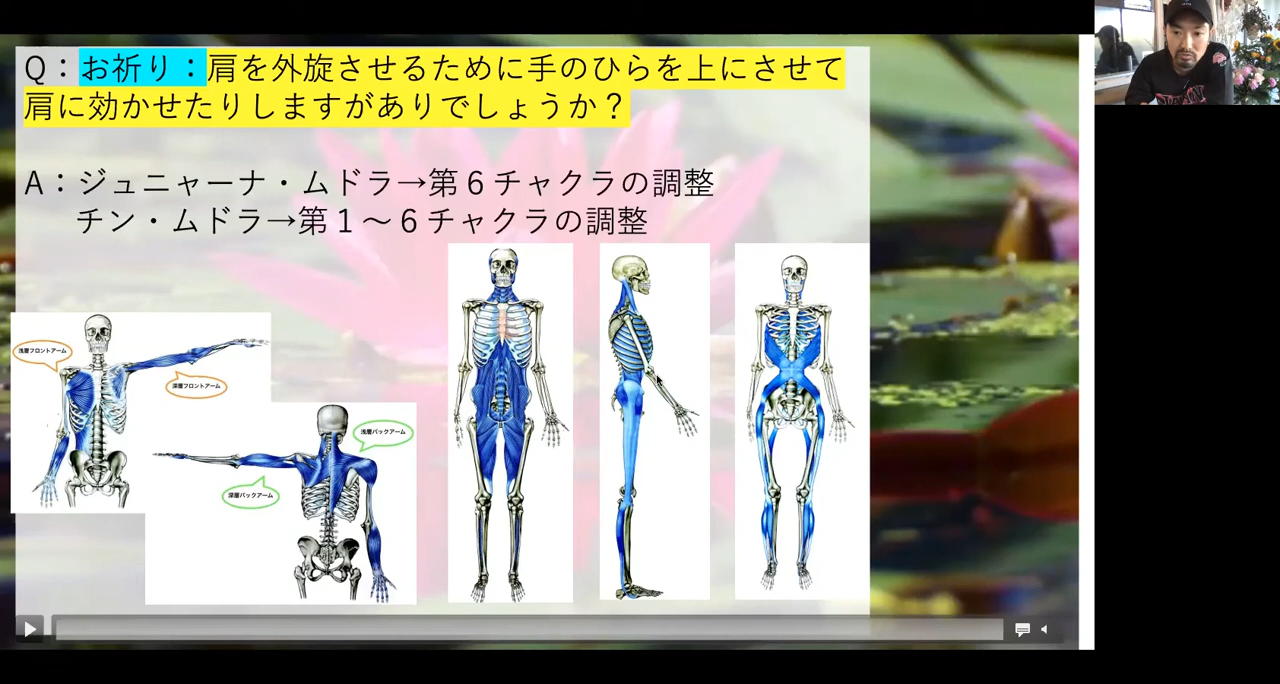 Q：お祈り：肩を外旋させるために手のひらを上にさせて
肩に効かせたりしますがありでしょうか？
A：ジュニャーナ・ムドラ→第６チャクラの調整
チン・ムドラ→第１～６チャクラの調整
浅層フロントアーム
深層フロントアーム
浅層バックアーム
深層バックアーム